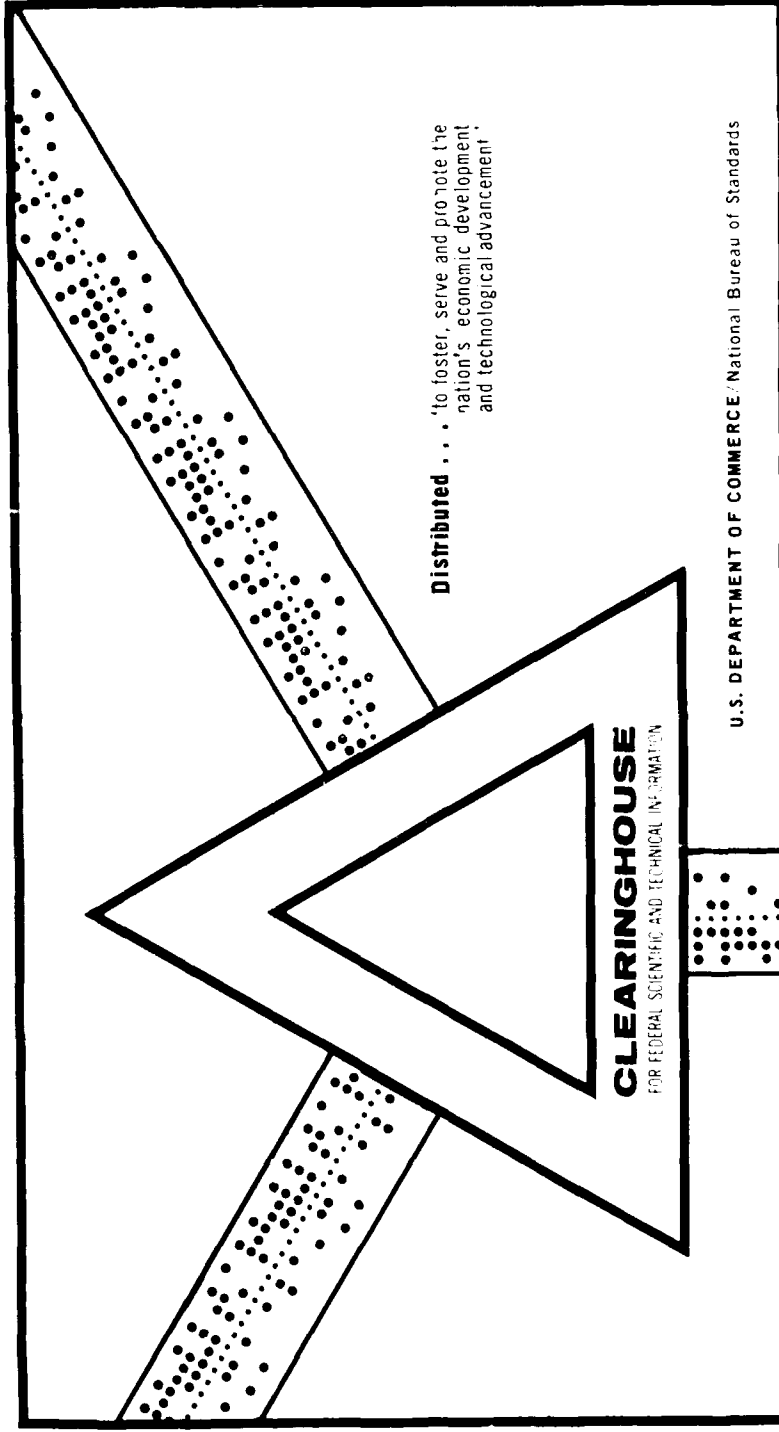 Distributed . . . 'to foster, serve and promote the
nation's economic development
and technological advancement.'
CLEARINGHOUSE
FOR FEDERAL SCIENTIFIC AND TECHNICAL INFORMATION
U.S. DEPARTMENT OF COMMERCE/National Bureau of Standards